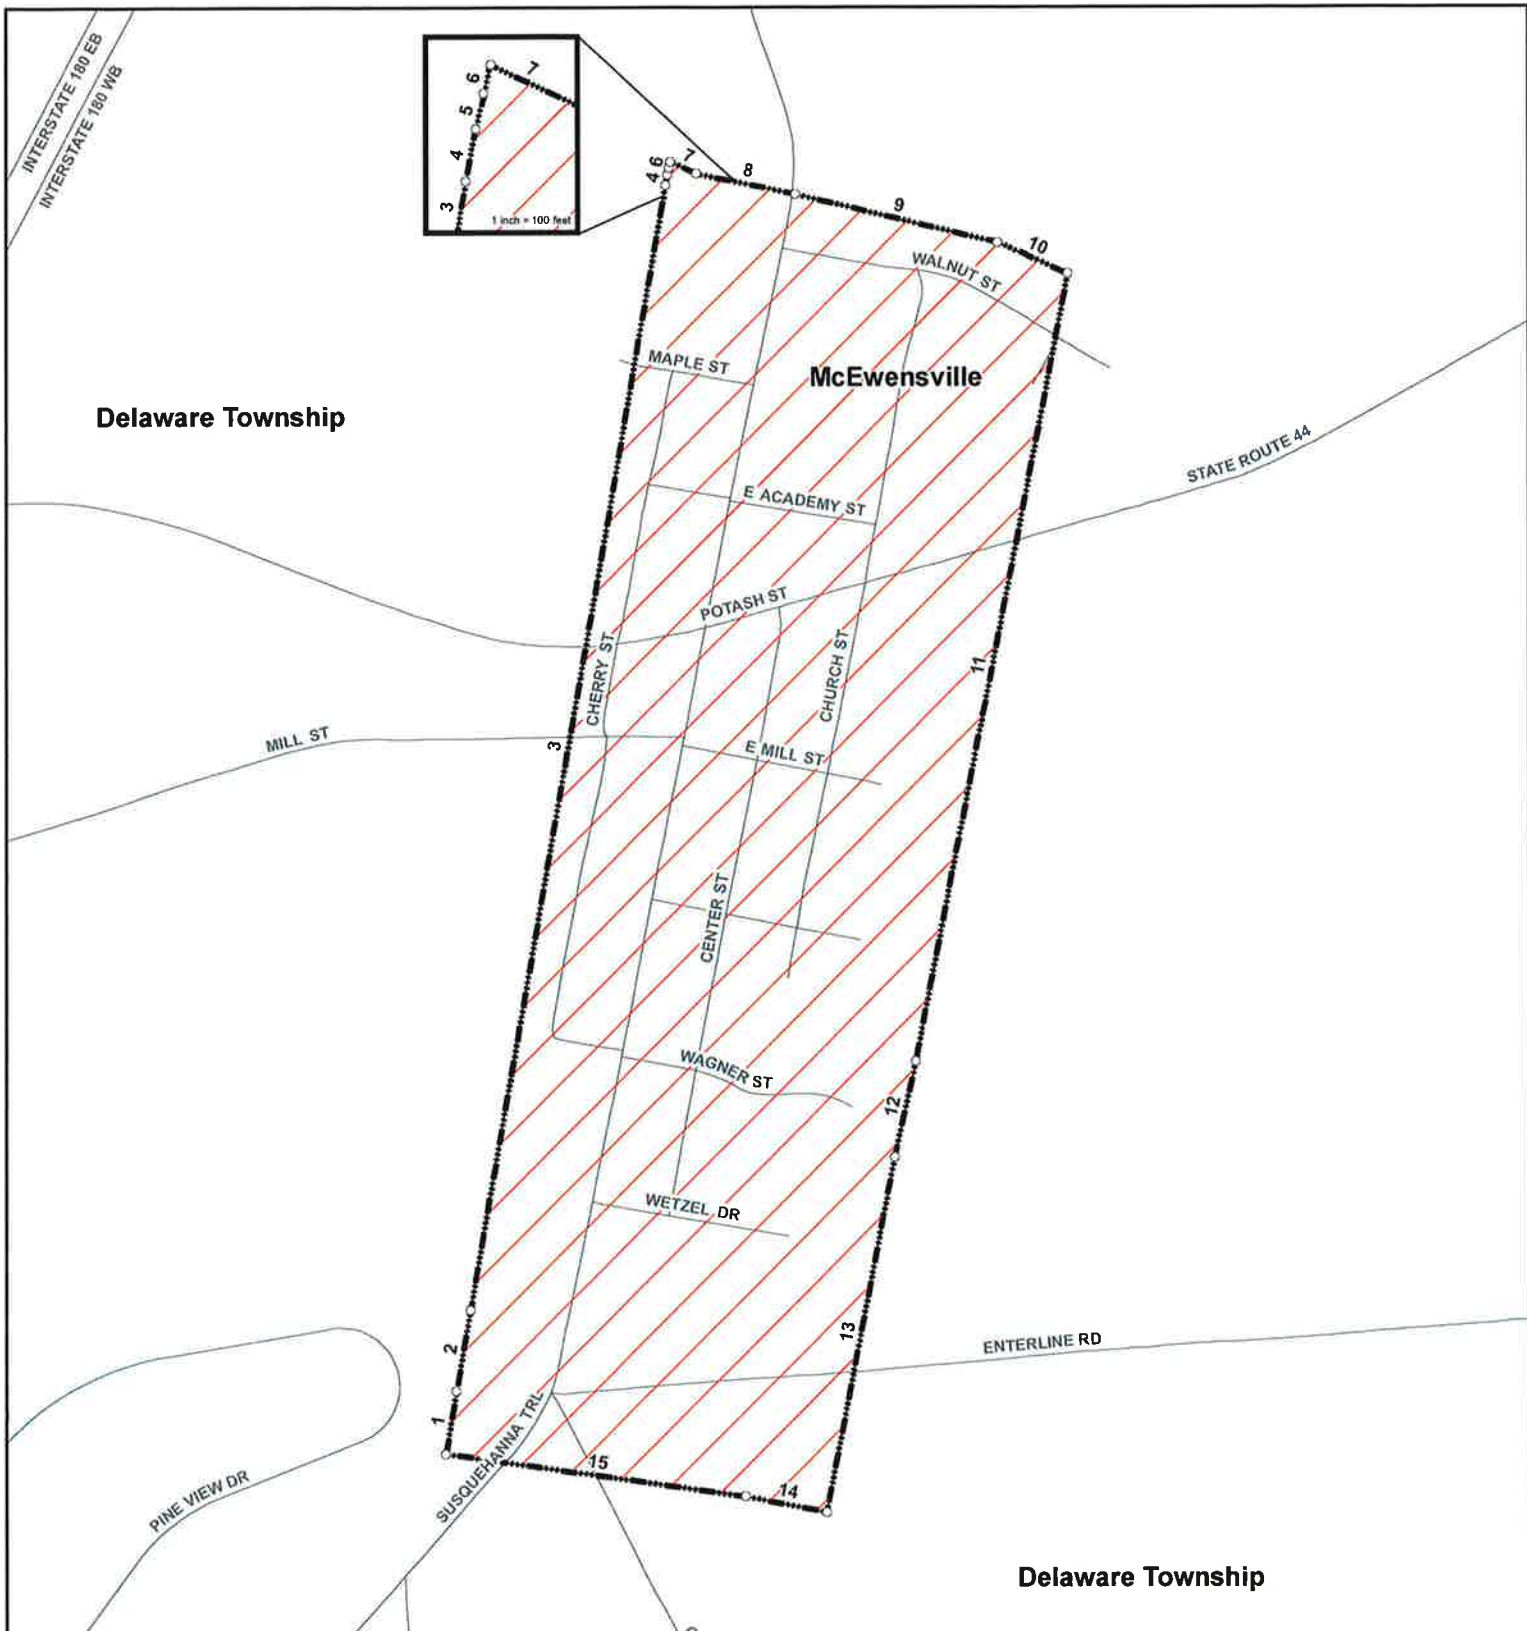 INTERSTATE 180 EB
INTERSTATE 180 WB
6
7
5
4
3
1 inch = 100 feet
6
7
4
8
9
10
WALNUT ST
MAPLE ST
McEwensville
Delaware Township
STATE ROUTE 44
E ACADEMY ST
POTASH ST
CHERRY ST
CHURCH ST
11
MILL ST
3
E MILL ST
CENTER ST
WAGNER ST
12
WETZEL DR
13
ENTERLINE RD
2
1
SUSQUEHANNA TRL
15
14
PINE VIEW DR
Delaware Township